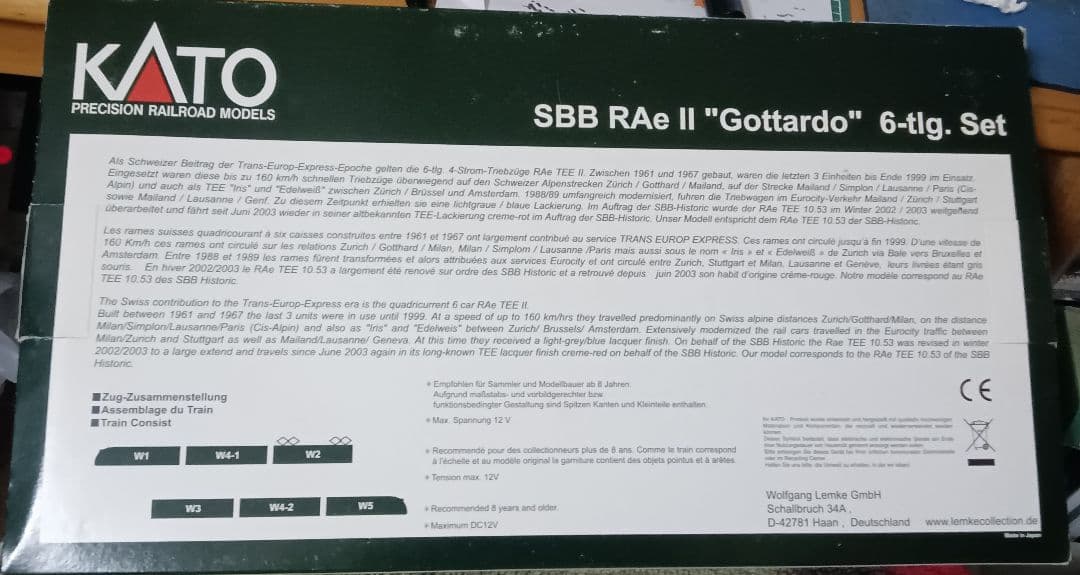 KATO
PRECISION RAILROAD MODELS
SBB RAe II "Gottardo" 6-tlg. Set
Als Schweizer Beitrag der Trans-Europ-Express-Epoche gelten die 6-tlg. 4-Strom-Triebzüge RAe TEE II. Zwischen 1961 und 1967 gebaut, waren die letzten 3 Einheiten bis Ende 1999 im Einsatz.
Eingesetzt waren diese bis zu 160 km/h schnellen Triebzüge überwiegend auf den Schweizer Alpenstrecken Zürich / Gotthard / Mailand, auf der Strecke Mailand / Simplon / Lausanne / Paris (Cis-
Alpin) und auch als TEE "Iris" und "Edelweiß" zwischen Zürich / Brüssel und Amsterdam. 1988/89 umfangreich modernisiert, fuhren die Triebwagen im Eurocity-Verkehr Mailand / Zürich / Stuttgart
sowie Mailand / Lausanne / Genf. Zu diesem Zeitpunkt erhielten sie eine lichtgraue / blaue Lackierung. Im Auftrag der SBB-Historic wurde der RAe TEE 10.53 im Winter 2002 / 2003 weitgehend
überarbeitet und fährt seit Juni 2003 wieder in seiner altbekannten TEE-Lackierung creme-rot im Auftrag der SBB-Historic. Unser Modell entspricht dem RAe TEE 10.53 der SBB-Historic.
Les rames suisses quadricourant à six caisses construites entre 1961 et 1967 ont largement contribué au service TRANS EUROP EXPRESS. Ces rames ont circulé jusqu'à fin 1999. D'une vitesse de
160 Km/h ces rames ont circulé sur les relations Zurich / Gotthard / Milan, Milan / Simplon / Lausanne /Paris mais aussi sous le nom « Iris » et « Edelweiß » de Zurich via Bale vers Bruxelles et
Amsterdam. Entre 1988 et 1989 les rames fûrent transformées et alors attribuées aux services Eurocity et ont circulé entre Zurich, Stuttgart et Milan, Lausanne et Genève, leurs livrées étant gris
souris. En hiver 2002/2003 le RAe TEE 10.53 a largement été renové sur ordre des SBB Historic et a retrouvé depuis juin 2003 son habit d'origine crème-rouge. Notre modèle correspond au RAe
TEE 10.53 des SBB Historic.
The Swiss contribution to the Trans-Europ-Express era is the quadricurrent 6 car RAe TEE II.
Built between 1961 and 1967 the last 3 units were in use until 1999. At a speed of up to 160 km/hrs they travelled predominantly on Swiss alpine distances Zurich/Gotthard/Milan, on the distance
Milan/Simplon/Lausanne/Paris (Cis-Alpin) and also as "Iris" and "Edelweis" between Zurich/ Brussels/ Amsterdam. Extensively modernized the rail cars travelled in the Eurocity traffic between
Milan/Zurich and Stuttgart as well as Mailand/Lausanne/ Geneva. At this time they received a light-grey/blue lacquer finish. On behalf of the SBB Historic the Rae TEE 10.53 was revised in winter
2002/2003 to a large extend and travels since June 2003 again in its long-known TEE lacquer finish creme-red on behalf of the SBB Historic. Our model corresponds to the RAe TEE 10.53 of the SBB
Historic.
■Zug-Zusammenstellung
■Assemblage du Train
■Train Consist
W1
W4-1
W2
W3
W4-2
W5
+ Empfohlen für Sammler und Modellbauer ab 8 Jahren.
Aufgrund maßstabs- und vorbildgerechter bzw.
funktionsbedingter Gestaltung sind Spitzen Kanten und Kleinteile enthalten.
+ Max. Spannung 12 V
+ Recommendé pour des collectionneurs plus de 8 ans. Comme le train correspond
à l'échelle et au modèle original la garniture contient des objets pointus et à arêtes.
+ Tension max. 12V
+ Recommended 8 years and older.
+ Maximum DC12V
CE
Wolfgang Lemke GmbH
Schallbruch 34A,
D-42781 Haan, Deutschland www.lemkecollection.de
Made in Japan